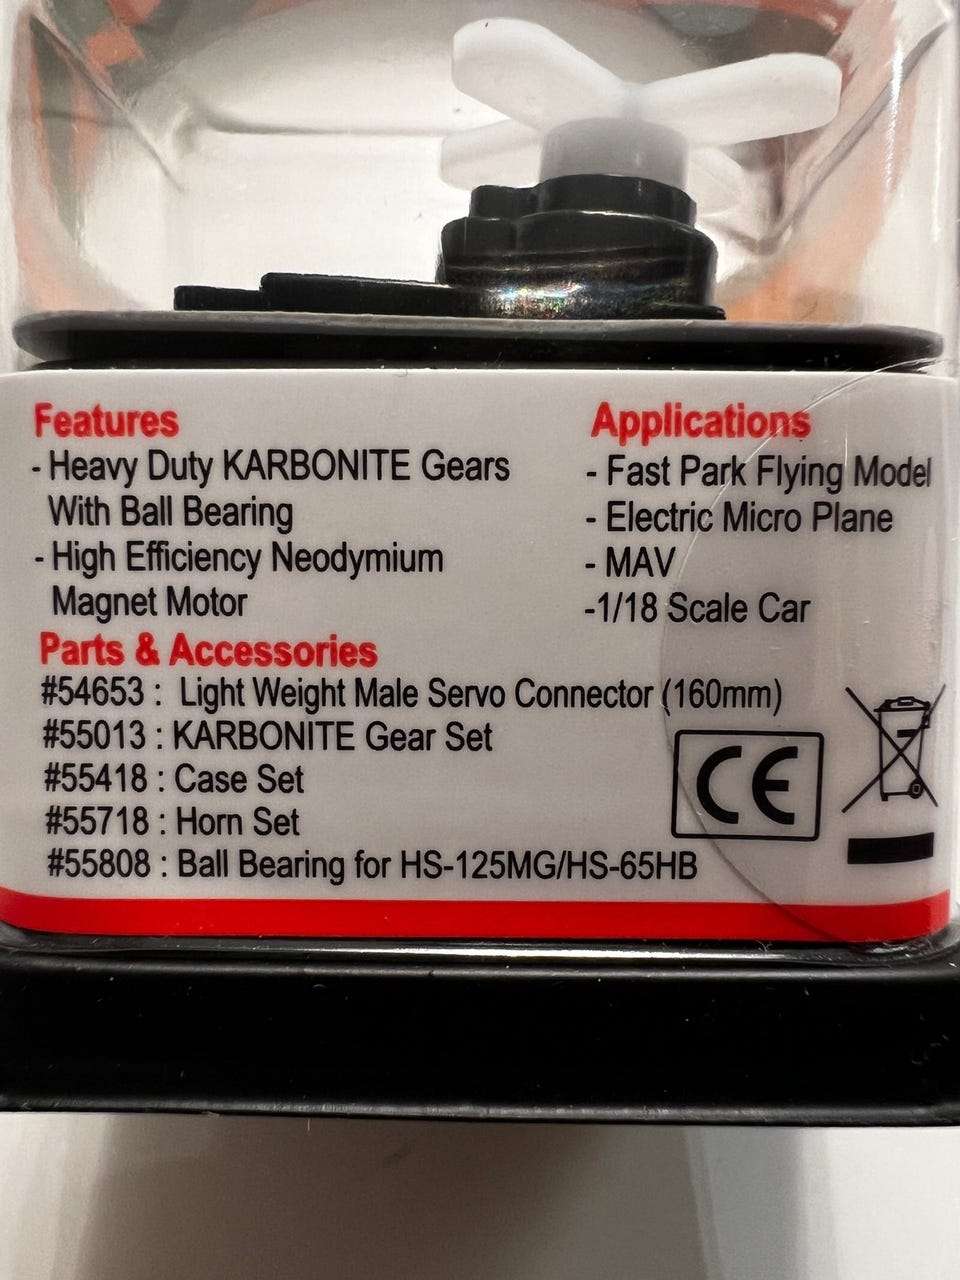 Features
- Heavy Duty KARBONITE Gears
With Ball Bearing
- High Efficiency Neodymium
Magnet Motor
Applications
- Fast Park Flying Model
- Electric Micro Plane
- MAV
-1/18 Scale Car
Parts & Accessories
#54653 : Light Weight Male Servo Connector (160mm)
#55013 : KARBONITE Gear Set
#55418 : Case Set
#55718 : Horn Set
#55808 : Ball Bearing for HS-125MG/HS-65HB
CE